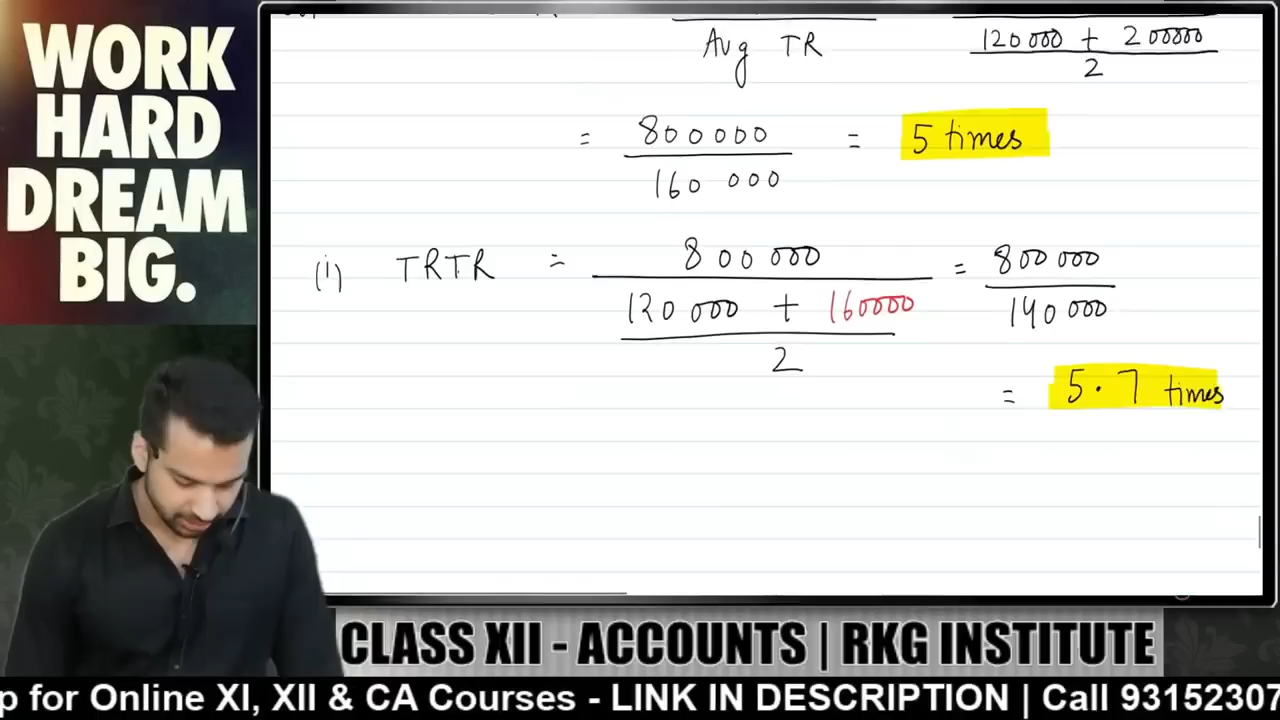 WORK
HARD
DREAM
BIG.
Avg TR
120000 + 200000
2
= 800000 / 160 000 = 5 times
(i) TRTR = 800 000 / (120 000 + 160000 / 2) = 800 000 / 140 000
= 5.7 times
CLASS XII - ACCOUNTS | RKG INSTITUTE
p for Online XI, XII & CA Courses - LINK IN DESCRIPTION | Call 93152307